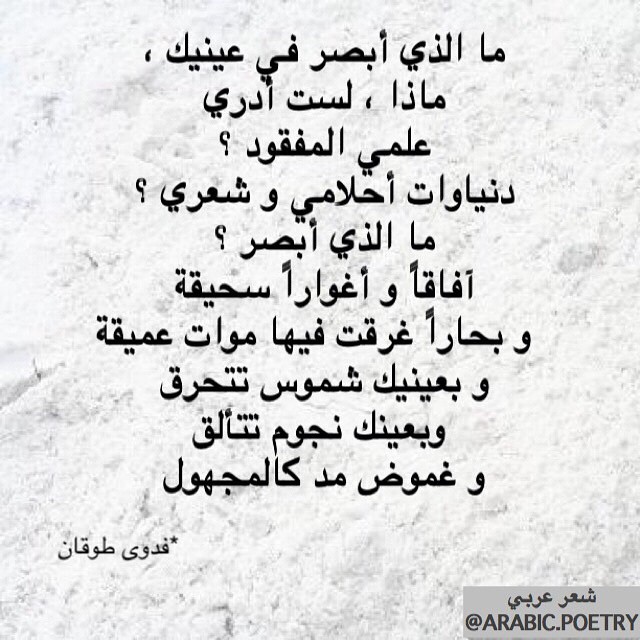 ما الذي أبصر في عينيك ،
ماذا ، لست أدري
علمي المفقود ؟
دنياوات أحلامي و شعري ؟
ما الذي أبصر ؟
آفاقاً و أغواراً سحيقة
و بحاراً غرقت فيها موات عميقة
و بعينيك شموس تتحرق
وبعينك نجوم تتألق
و غموض مد كالمجهول
*فدوى طوقان
شعر عربي
@ARABIC.POETRY